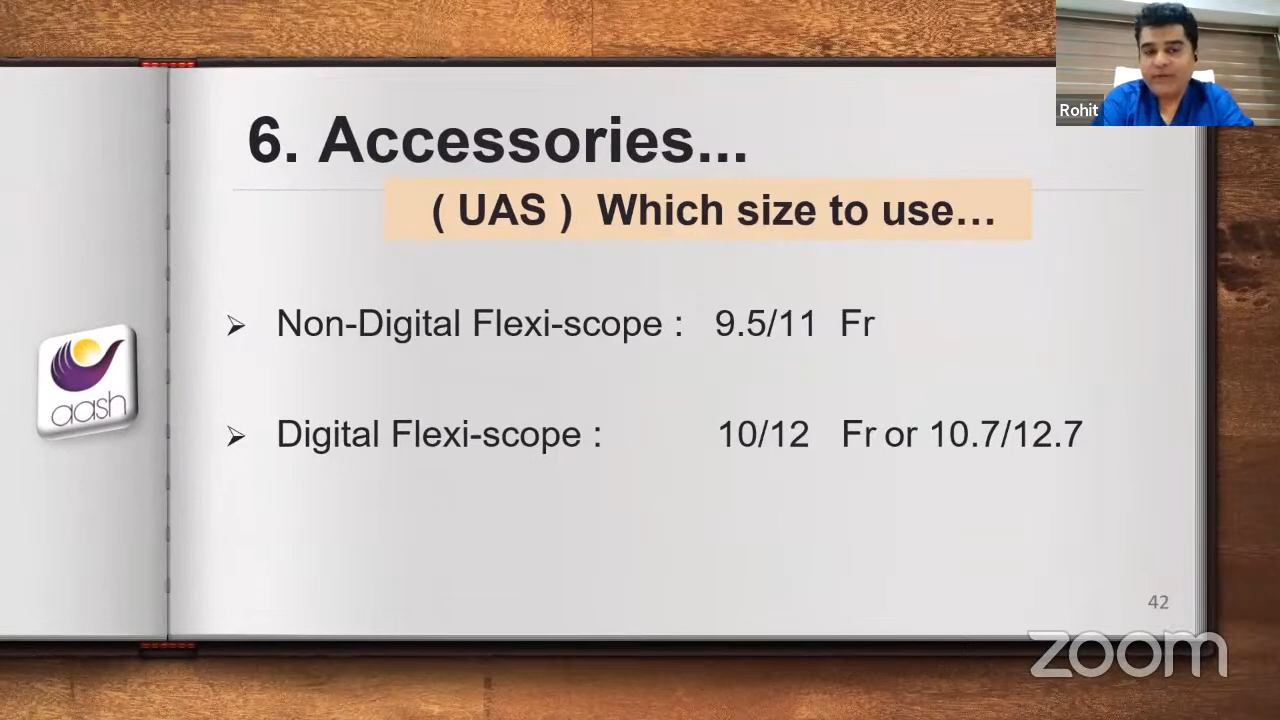 Rohit
6. Accessories...
( UAS ) Which size to use...
Non-Digital Flexi-scope : 9.5/11 Fr
Digital Flexi-scope : 10/12 Fr or 10.7/12.7
aash
42
zoom